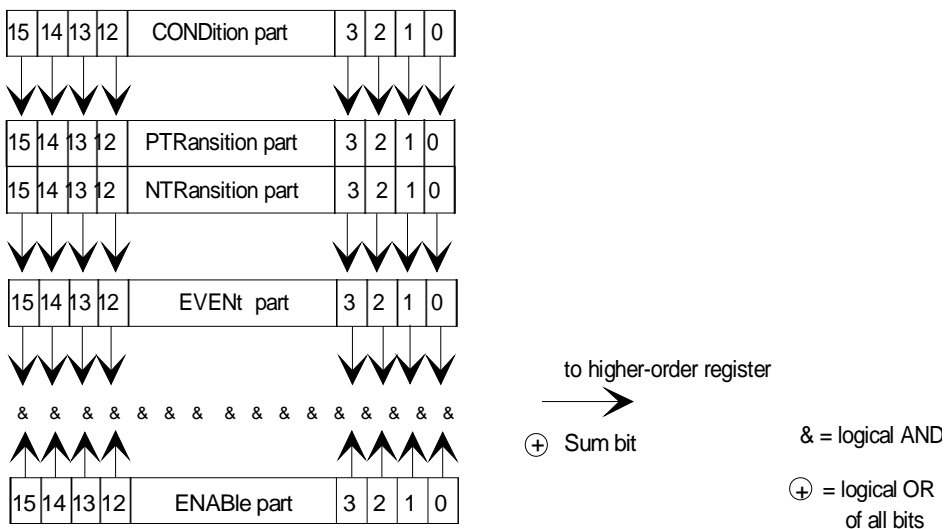 15 14 13 12 CONDition part 3 2 1 0
15 14 13 12 PTRansition part 3 2 1 0
15 14 13 12 NTRansition part 3 2 1 0
15 14 13 12 EVENt part 3 2 1 0
to higher-order register
& & & & & & & & & & & & & & & &
⊕ Sum bit
& = logical AND
15 14 13 12 ENABle part 3 2 1 0
⊕ = logical OR
of all bits